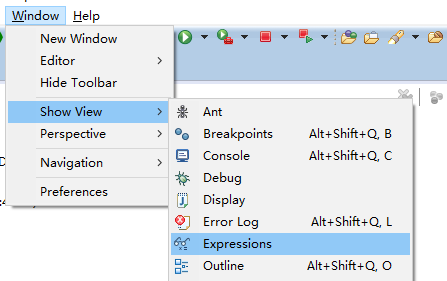 Window Help
New Window
Editor
Hide Toolbar
Show View
Perspective
Navigation
Preferences
Ant
Breakpoints Alt+Shift+Q, B
Console Alt+Shift+Q, C
Debug
Display
Error Log Alt+Shift+Q, L
Expressions
Outline Alt+Shift+Q, O